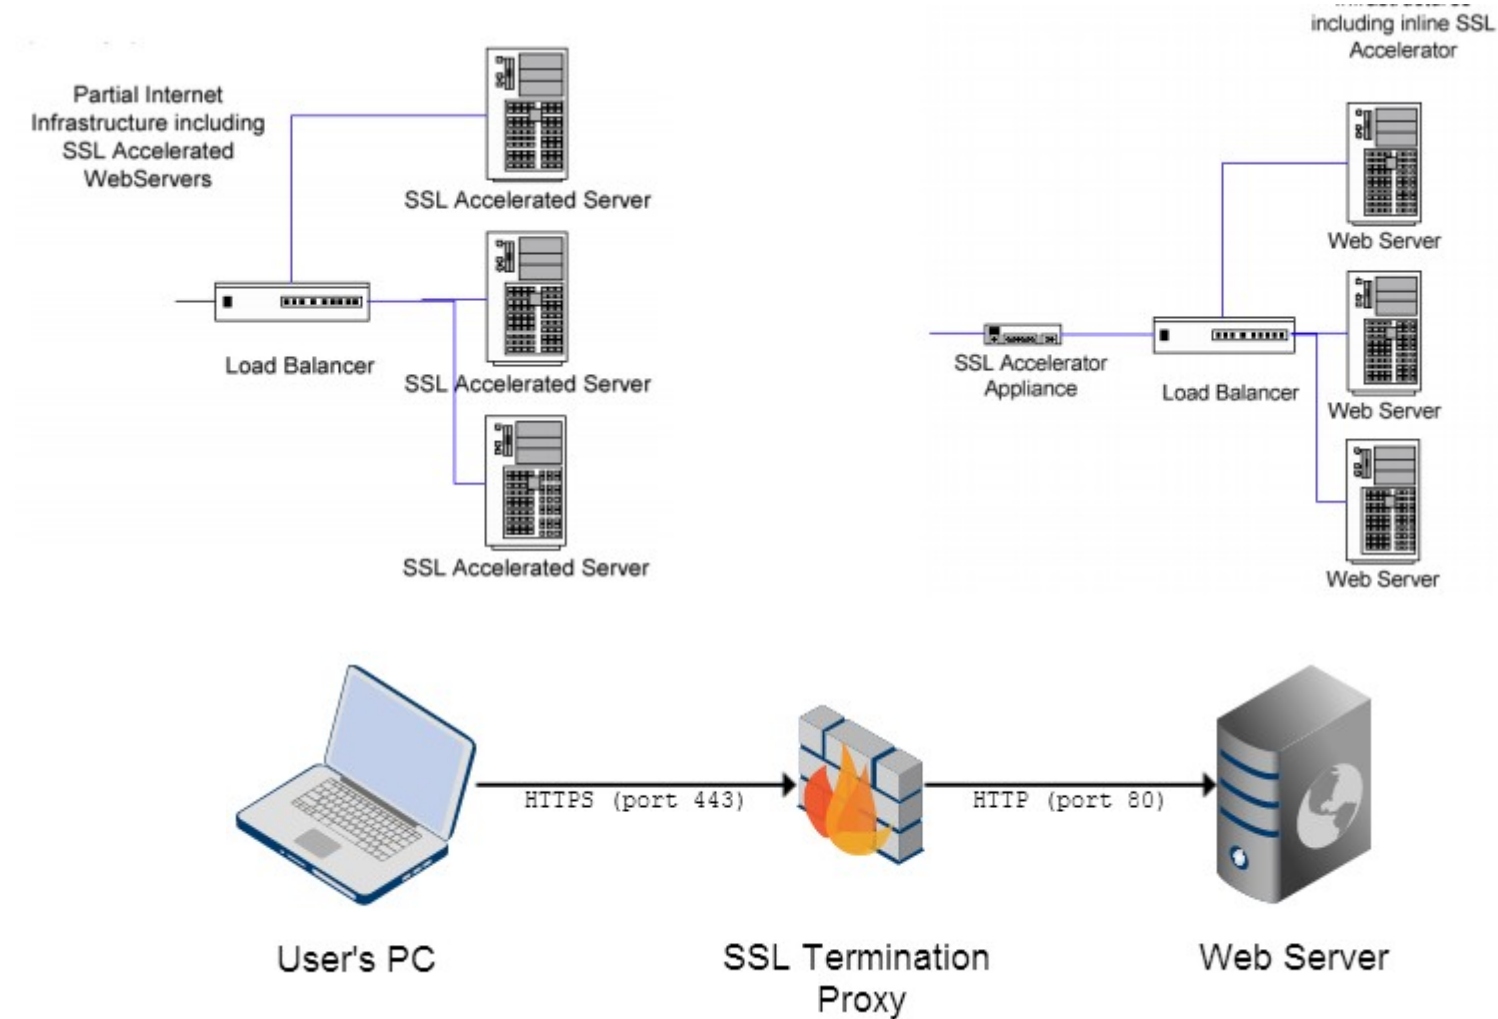 Partial Internet
Infrastructure including
SSL Accelerated
WebServers
SSL Accelerated Server
SSL Accelerated Server
SSL Accelerated Server
Load Balancer
including inline SSL
Accelerator
Web Server
Web Server
Web Server
SSL Accelerator
Appliance
Load Balancer
HTTPS (port 443)
HTTP (port 80)
User's PC
SSL Termination
Proxy
Web Server